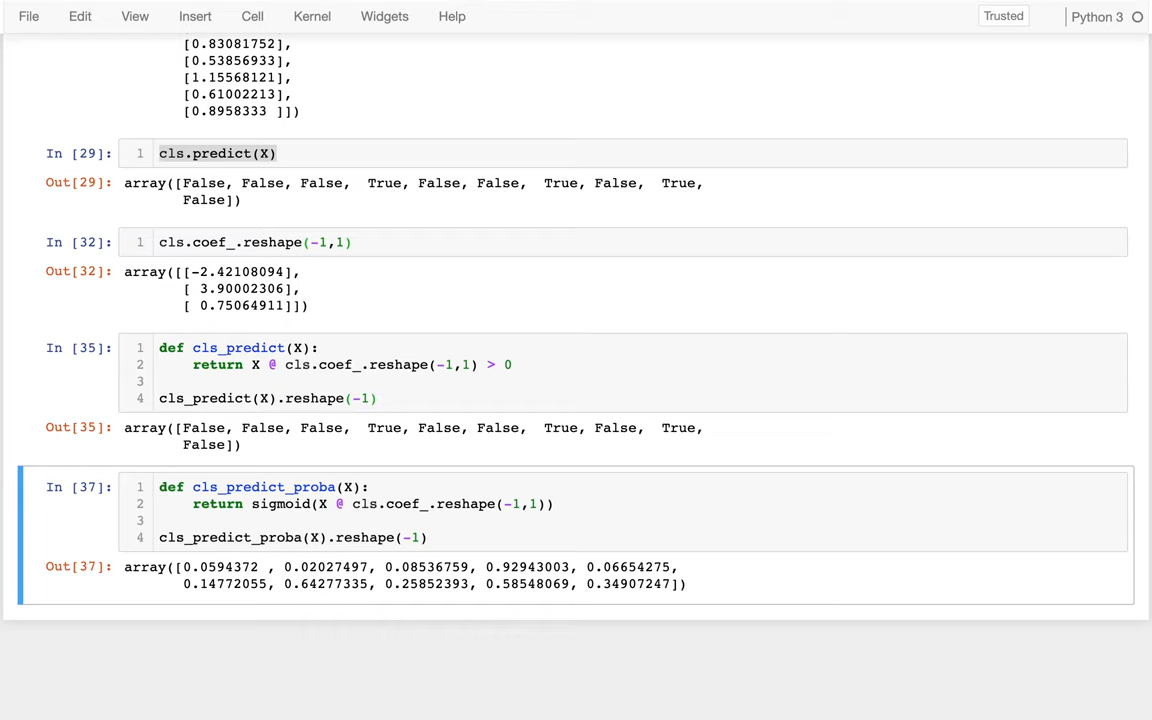 File Edit View Insert Cell Kernel Widgets Help Trusted Python 3
[0.83081752],
[0.53856933],
[1.15568121],
[0.61002213],
[0.8958333 ]])
In [29]: 1 cls.predict(X)
Out[29]: array([False, False, False,  True, False, False,  True, False,  True,
False])
In [32]: 1 cls.coef_.reshape(-1,1)
Out[32]: array([[-2.42108094],
[ 3.90002306],
[ 0.75064911]])
In [35]: 1 def cls_predict(X):
2 return X @ cls.coef_.reshape(-1,1) > 0
3
4 cls_predict(X).reshape(-1)
Out[35]: array([False, False, False,  True, False, False,  True, False,  True,
False])
In [37]: 1 def cls_predict_proba(X):
2 return sigmoid(X @ cls.coef_.reshape(-1,1))
3
4 cls_predict_proba(X).reshape(-1)
Out[37]: array([0.0594372 , 0.02027497, 0.08536759, 0.92943003, 0.06654275,
0.14772055, 0.64277335, 0.25852393, 0.58548069, 0.34907247])